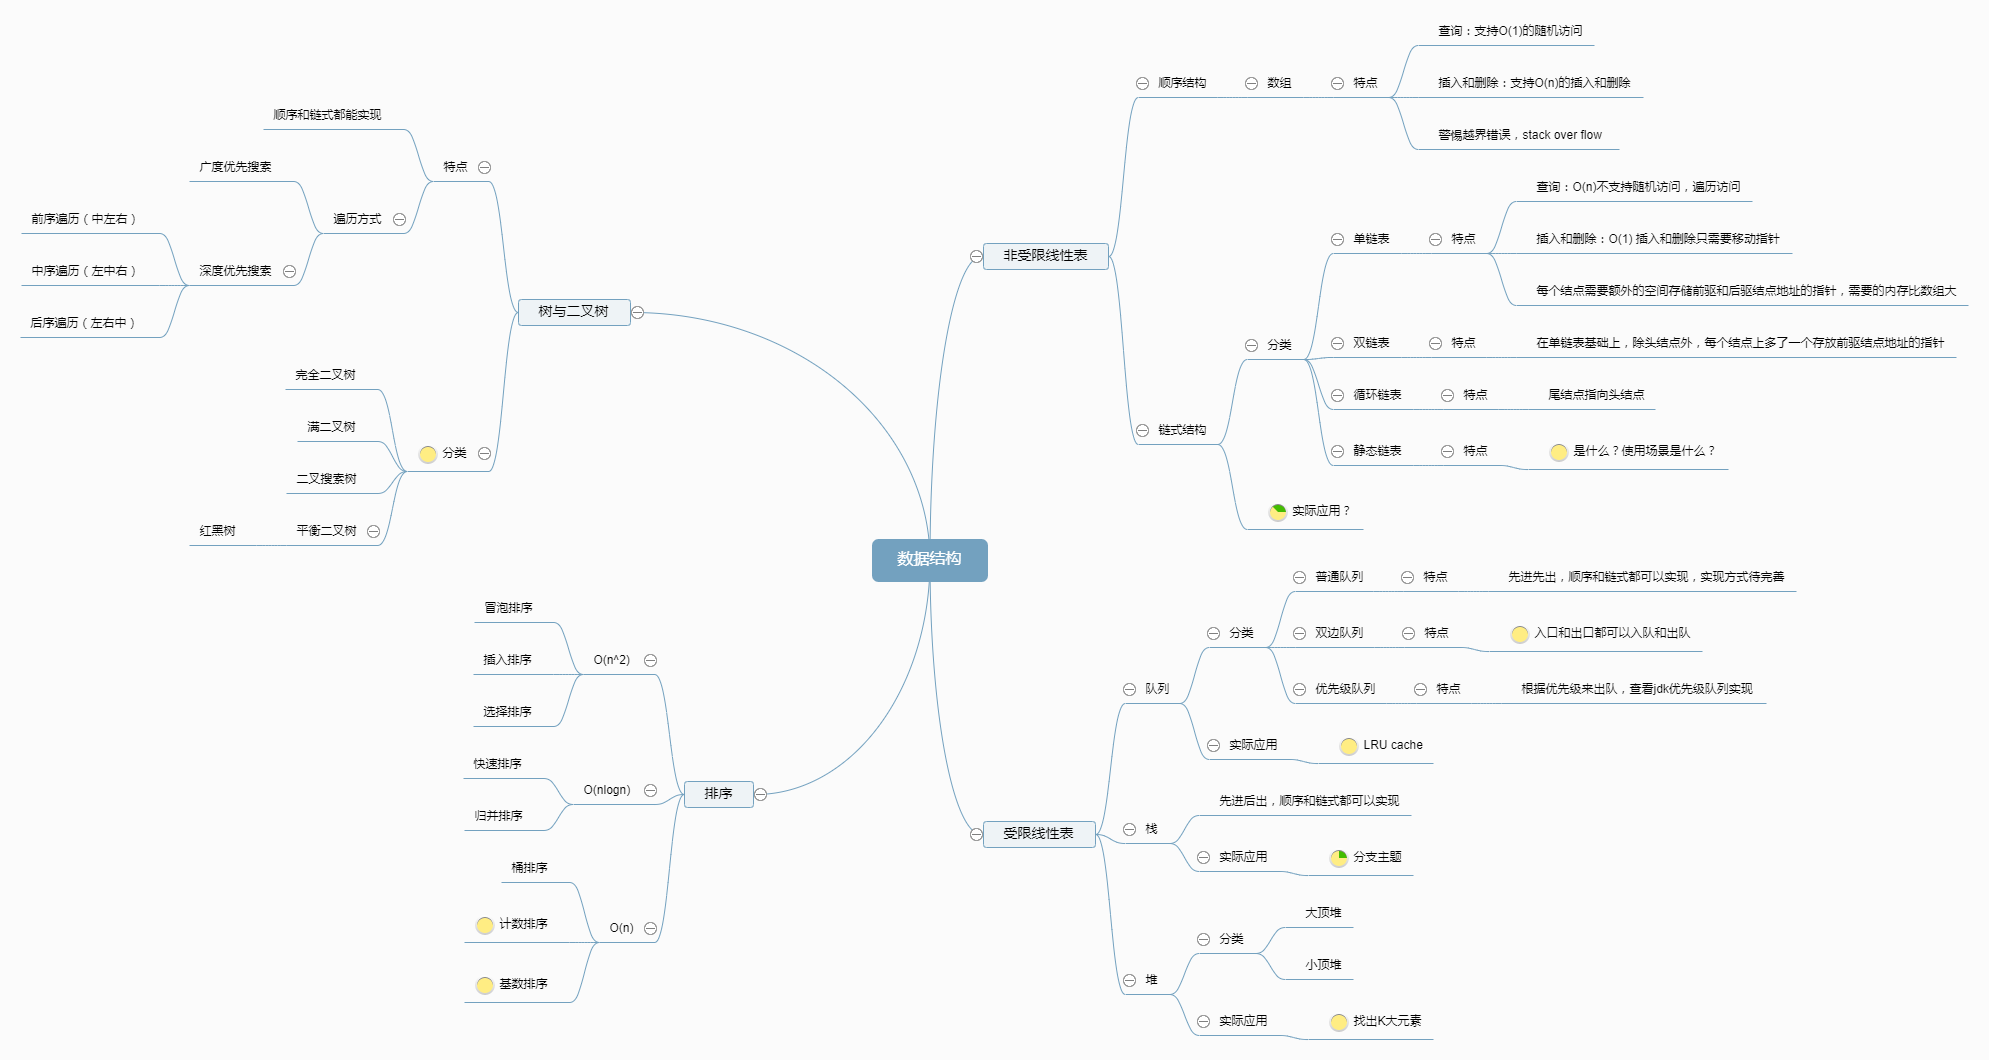 数据结构
非受限线性表
顺序结构
数组
特点
查询：支持O(1)的随机访问
插入和删除：支持O(n)的插入和删除
警惕越界错误，stack over flow
链式结构
分类
单链表
特点
查询：O(n)不支持随机访问，遍历访问
插入和删除：O(1) 插入和删除只需要移动指针
每个结点需要额外的空间存储前驱和后驱结点地址的指针，需要的内存比数组大
双链表
特点
在单链表基础上，除头结点外，每个结点上多了一个存放前驱结点地址的指针
循环链表
特点
尾结点指向头结点
静态链表
特点
是什么？使用场景是什么？
实际应用？
受限线性表
队列
分类
普通队列
特点
先进先出，顺序和链式都可以实现，实现方式待完善
双边队列
特点
入口和出口都可以入队和出队
优先级队列
特点
根据优先级来出队，查看jdk优先级队列实现
实际应用
LRU cache
栈
先进后出，顺序和链式都可以实现
实际应用
分支主题
堆
分类
大顶堆
小顶堆
实际应用
找出K大元素
树与二叉树
特点
顺序和链式都能实现
遍历方式
广度优先搜索
深度优先搜索
前序遍历（中左右）
中序遍历（左中右）
后序遍历（左右中）
分类
完全二叉树
满二叉树
二叉搜索树
平衡二叉树
红黑树
排序
O(n^2)
冒泡排序
插入排序
选择排序
O(nlogn)
快速排序
归并排序
O(n)
桶排序
计数排序
基数排序